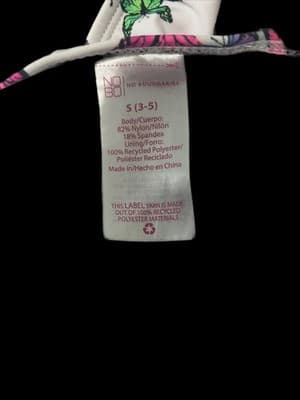 NO
BO
NO BOUNDARIES
S (3-5)
Body/Cuerpo:
82% Nylon/Nilón
18% Spandex
Lining/Forro:
100% Recycled Polyester/
Poliéster Reciclado
Made in/Hecho en China
THIS LABEL YARN IS MADE
OUT OF 100% RECYCLED
POLYESTER MATERIALS